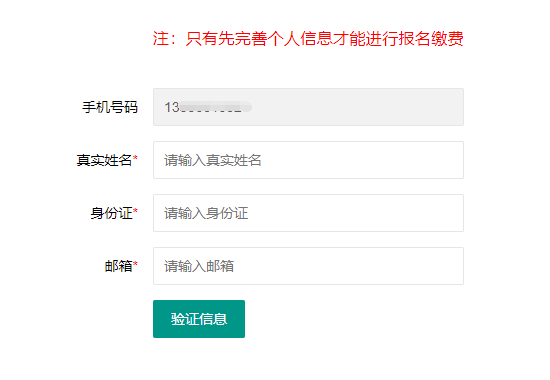 注：只有先完善个人信息才能进行报名缴费
手机号码
真实姓名* 请输入真实姓名
身份证* 请输入身份证
邮箱* 请输入邮箱
验证信息